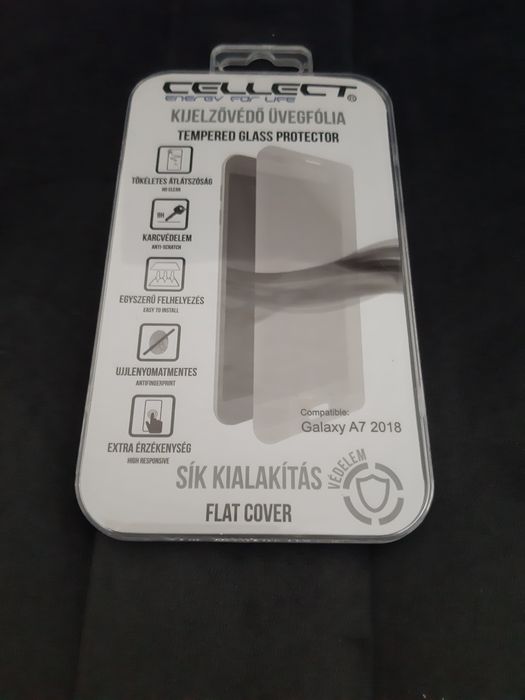 CELLECT®
ENERGY FOR LIFE
KIJELZŐVÉDŐ ÜVEGFÓLIA
TEMPERED GLASS PROTECTOR
TÖKÉLETES ÁTLÁTSZÓSÁG
HD CLEAR
9H
KARCVÉDELEM
ANTI-SCRATCH
EGYSZERŰ FELHELYEZÉS
EASY TO INSTALL
UJJLENYOMATMENTES
ANTIFINGERPRINT
EXTRA ÉRZÉKENYSÉG
HIGH RESPONSIVE
Compatible:
Galaxy A7 2018
SÍK KIALAKÍTÁS
VÉDELEM
FLAT COVER